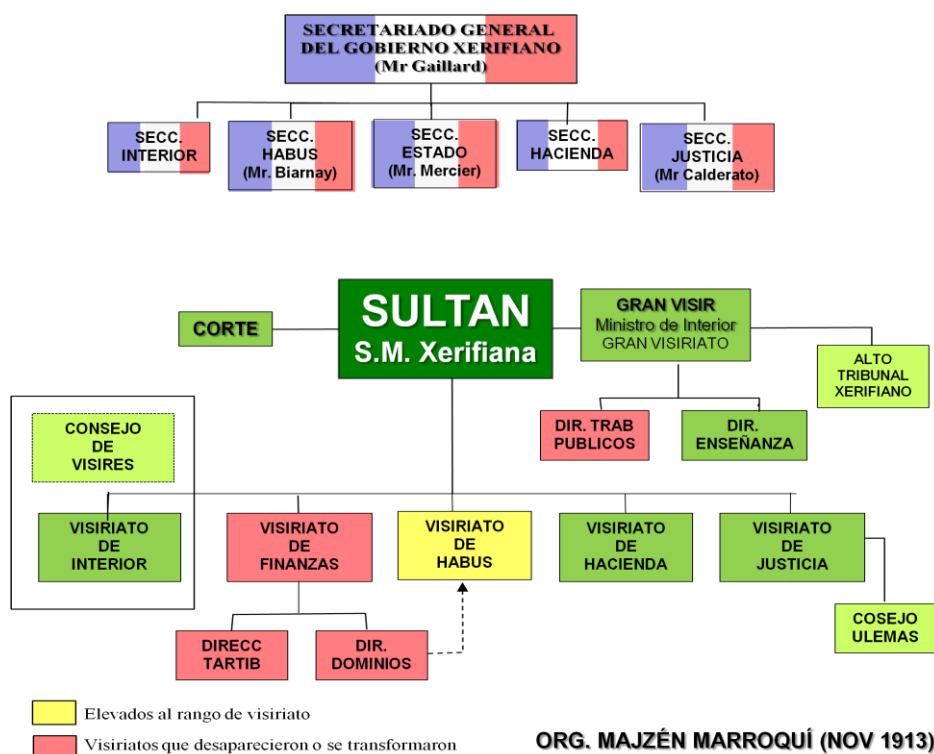 SECRETARIADO GENERAL
DEL GOBIERNO XERIFIANO
(Mr Gaillard)
SECC.
INTERIOR
SECC.
HABUS
(Mr. Biarnay)
SECC.
ESTADO
(Mr. Mercier)
SECC.
HACIENDA
SECC.
JUSTICIA
(Mr Calderato)
CORTE
SULTAN
S.M. Xerifiana
GRAN VISIR
Ministro de Interior
GRAN VISIRIATO
ALTO
TRIBUNAL
XERIFIANO
DIR. TRAB
PUBLICOS
DIR.
ENSEÑANZA
CONSEJO
DE
VISIRES
VISIRIATO
DE
INTERIOR
VISIRIATO
DE
FINANZAS
VISIRIATO
DE
HABUS
VISIRIATO
DE
HACIENDA
VISIRIATO
DE
JUSTICIA
DIRECC
TARTIB
DIR.
DOMINIOS
COSEJO
ULEMAS
Elevados al rango de visiriato
Visiriatos que desaparecieron o se transformaron
ORG. MAJZÉN MARROQUÍ (NOV 1913)